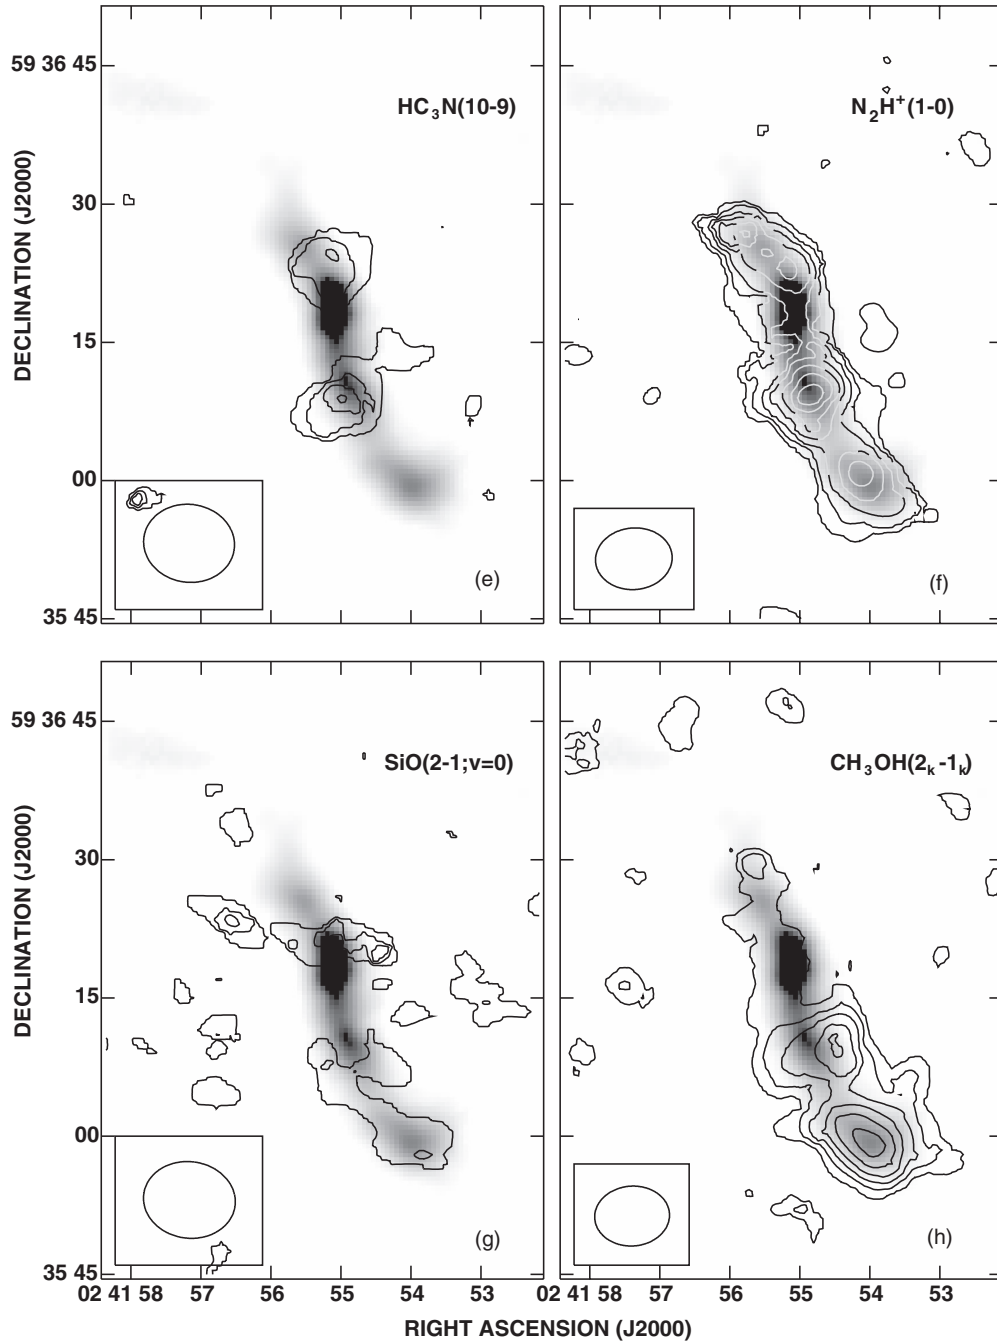 59 36 45
HC3N(10-9)
N2H+(1-0)
30
DECLINATION (J2000)
15
00
(e)
(f)
35 45
59 36 45
SiO(2-1;v=0)
CH3OH(2k-1k)
30
DECLINATION (J2000)
15
00
(g)
(h)
35 45
02 41 58 57 56 55 54 53 02 41 58 57 56 55 54 53
RIGHT ASCENSION (J2000)